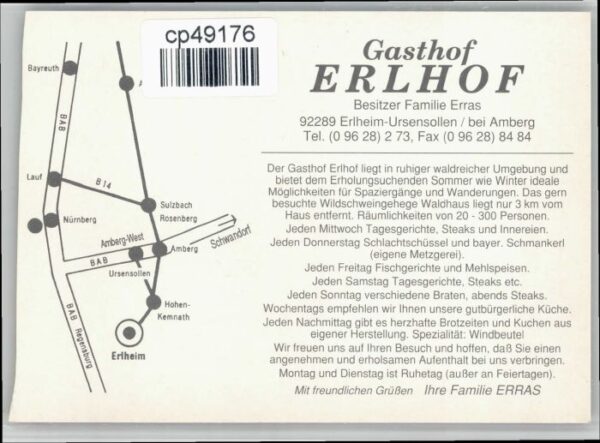 cp49176
Gasthof
ERLHOF
Besitzer Familie Erras
92289 Erlheim-Ursensollen / bei Amberg
Tel. (0 96 28) 2 73, Fax (0 96 28) 84 84
Der Gasthof Erlhof liegt in ruhiger waldreicher Umgebung und
bietet dem Erholungsuchenden Sommer wie Winter ideale
Möglichkeiten für Spaziergänge und Wanderungen. Das gern
besuchte Wildschweingehege Waldhaus liegt nur 3 km vom
Haus entfernt. Räumlichkeiten von 20 - 300 Personen.
Jeden Mittwoch Tagesgerichte, Steaks und Innereien.
Jeden Donnerstag Schlachtschüssel und bayer. Schmankerl
(eigene Metzgerei).
Jeden Freitag Fischgerichte und Mehlspeisen.
Jeden Samstag Tagesgerichte, Steaks etc.
Jeden Sonntag verschiedene Braten, abends Steaks.
Wochentags empfehlen wir Ihnen unsere gutbürgerliche Küche.
Jeden Nachmittag gibt es herzhafte Brotzeiten und Kuchen aus
eigener Herstellung. Spezialität: Windbeutel
Wir freuen uns auf Ihren Besuch und hoffen, daß Sie einen
angenehmen und erholsamen Aufenthalt bei uns verbringen.
Montag und Dienstag ist Ruhetag (außer an Feiertagen).
Mit freundlichen Grüßen Ihre Familie ERRAS
Bayreuth
A
BAB
Lauf
B 14
Sulzbach
Rosenberg
Nürnberg
Amberg-West
Amberg
Schwandorf
BAB
Ursensollen
Hohen-
Kemnath
BAB
Regensburg
Erlheim